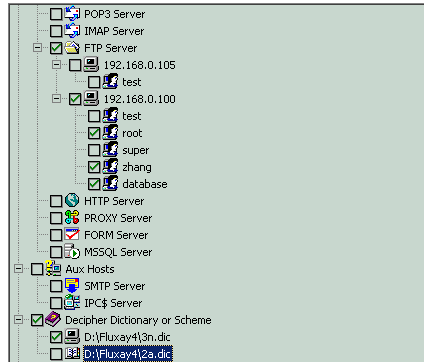 POP3 Server
IMAP Server
FTP Server
192.168.0.105
test
192.168.0.100
test
root
super
zhang
database
HTTP Server
PROXY Server
FORM Server
MSSQL Server
Aux Hosts
SMTP Server
IPC$ Server
Decipher Dictionary or Scheme
D:\Fluxay4\3n.dic
D:\Fluxay4\2a.dic